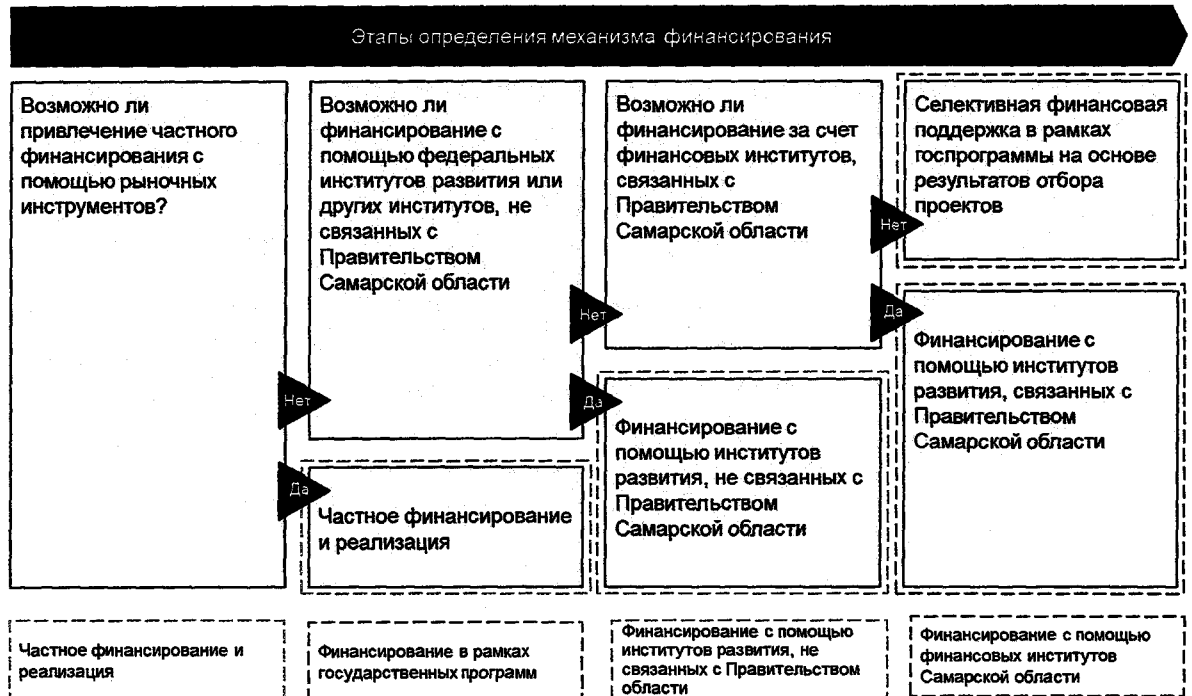 Этапы определения механизма финансирования
Возможно ли
привлечение частного
финансирования с
помощью рыночных
инструментов?
Нет
Да
Возможно ли
финансирование с
помощью федеральных
институтов развития или
других институтов, не
связанных с
Правительством
Самарской области
Нет
Да
Частное финансирование
и реализация
Возможно ли
финансирование за счет
финансовых институтов,
связанных с
Правительством
Самарской области
Нет
Да
Финансирование с
помощью институтов
развития, не связанных с
Правительством
Самарской области
Селективная финансовая
поддержка в рамках
госпрограммы на основе
результатов отбора
проектов
Финансирование с
помощью институтов
развития, связанных с
Правительством
Самарской области
Частное финансирование и
реализация
Финансирование в рамках
государственных программ
Финансирование с помощью
институтов развития, не
связанных с Правительством
области
Финансирование с помощью
финансовых институтов
Самарской области